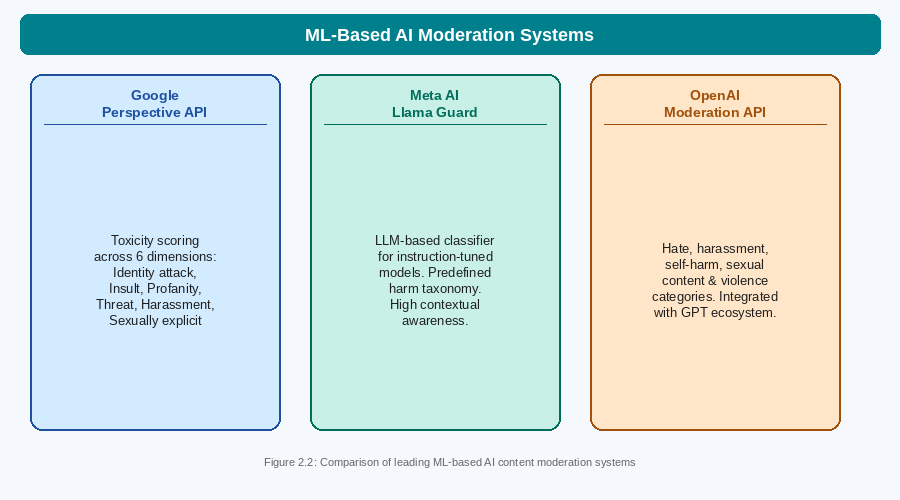 ML-Based AI Moderation Systems
Google
Perspective API
Toxicity scoring
across 6 dimensions:
Identity attack,
Insult, Profanity,
Threat, Harassment,
Sexually explicit
Meta AI
Llama Guard
LLM-based classifier
for instruction-tuned
models. Predefined
harm taxonomy.
High contextual
awareness.
OpenAI
Moderation API
Hate, harassment,
self-harm, sexual
content & violence
categories. Integrated
with GPT ecosystem.
Figure 2.2: Comparison of leading ML-based AI content moderation systems